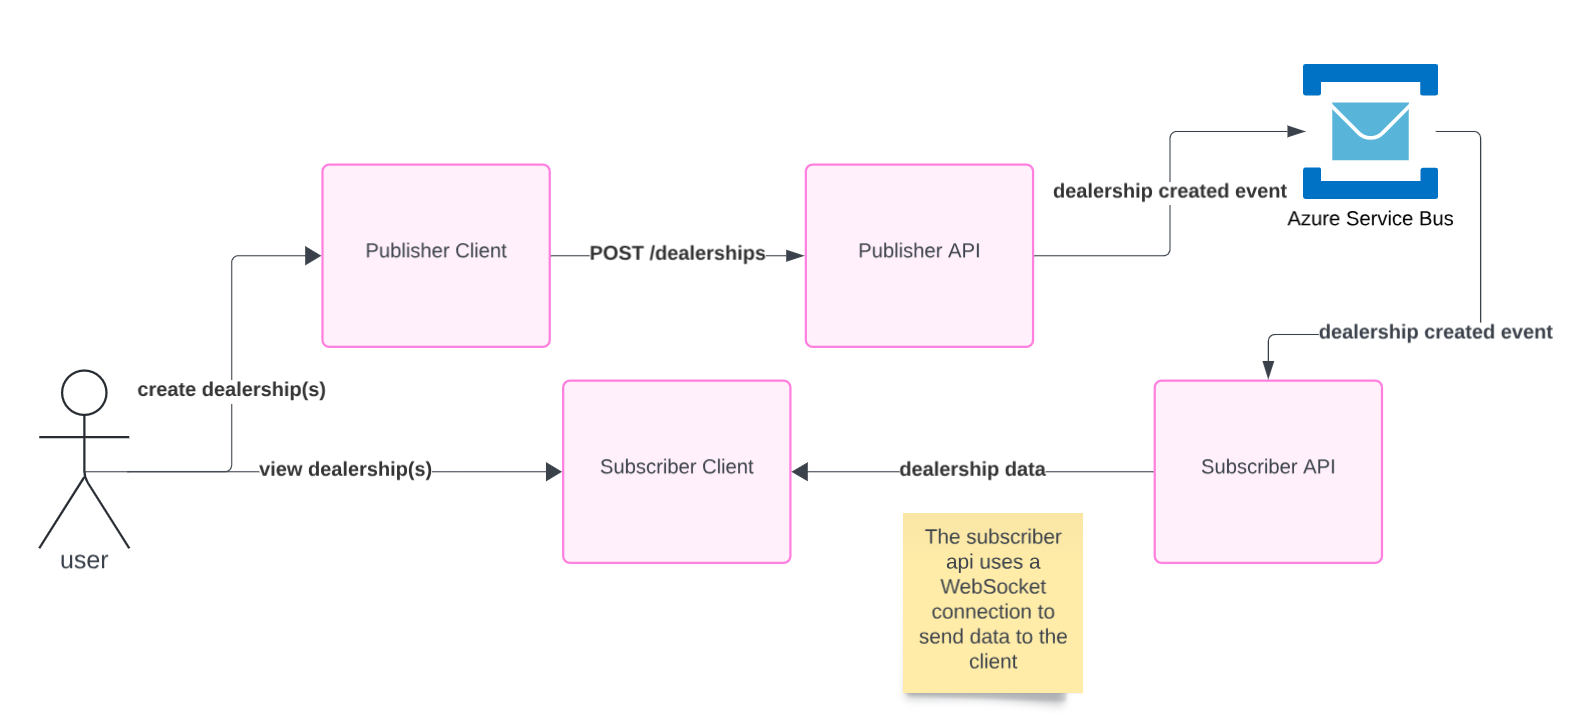 dealership created event
Azure Service Bus
Publisher Client
POST /dealerships
Publisher API
dealership created event
create dealership(s)
view dealership(s)
Subscriber Client
dealership data
Subscriber API
user
The subscriber
api uses a
WebSocket
connection to
send data to the
client